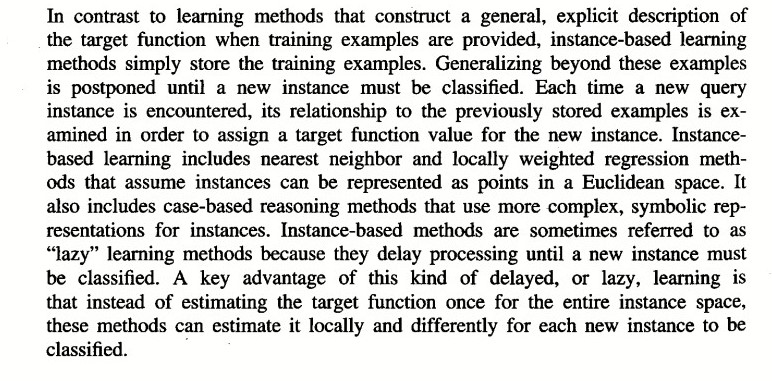 In contrast to learning methods that construct a general, explicit description of
the target function when training examples are provided, instance-based learning
methods simply store the training examples. Generalizing beyond these examples
is postponed until a new instance must be classified. Each time a new query
instance is encountered, its relationship to the previously stored examples is ex-
amined in order to assign a target function value for the new instance. Instance-
based learning includes nearest neighbor and locally weighted regression meth-
ods that assume instances can be represented as points in a Euclidean space. It
also includes case-based reasoning methods that use more complex, symbolic rep-
resentations for instances. Instance-based methods are sometimes referred to as
“lazy” learning methods because they delay processing until a new instance must
be classified. A key advantage of this kind of delayed, or lazy, learning is
that instead of estimating the target function once for the entire instance space,
these methods can estimate it locally and differently for each new instance to be
classified.